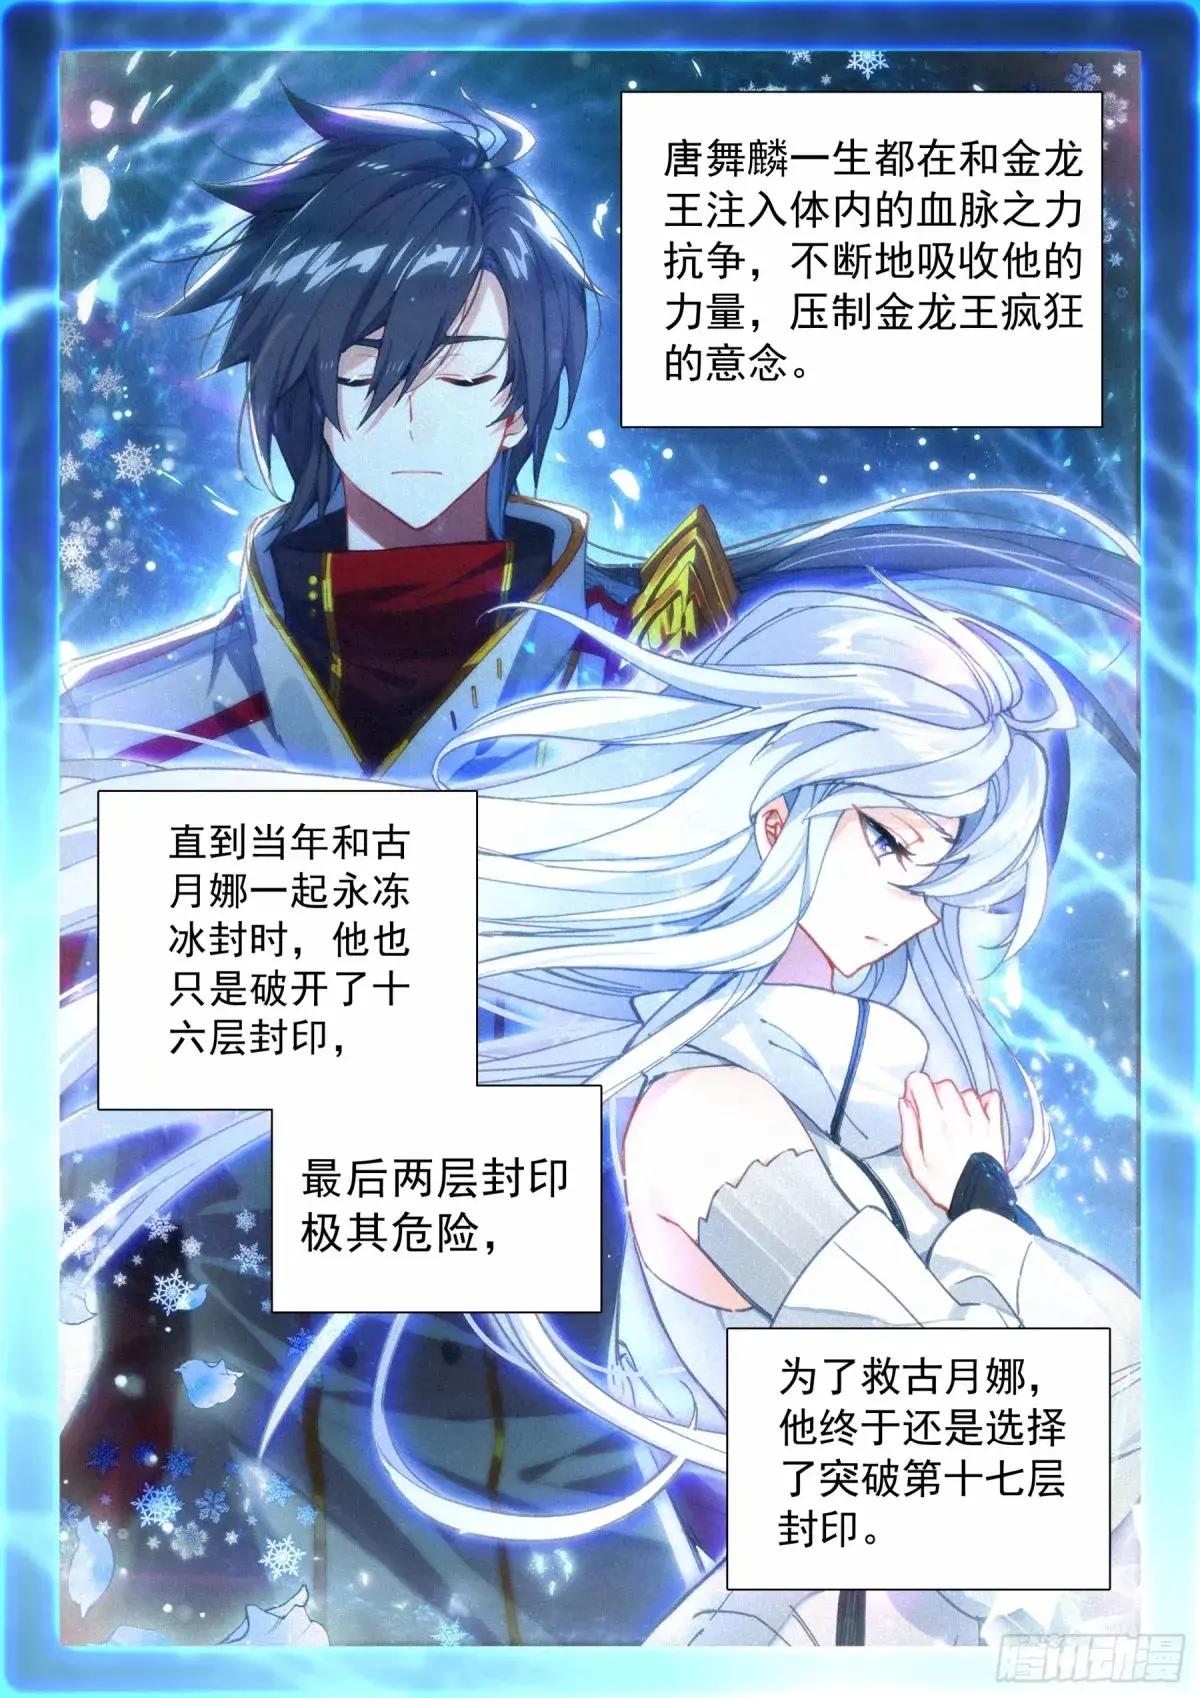 唐舞麟一生都在和金龙
王注入体内的血脉之力
抗争，不断地吸收他的
力量，压制金龙王疯狂
的意念。
直到当年和古
月娜一起永冻
冰封时，他也
只是破开了十
六层封印，
最后两层封印
极其危险，
为了救古月娜，
他终于还是选择
了突破第十七层
封印。
腾讯动漫